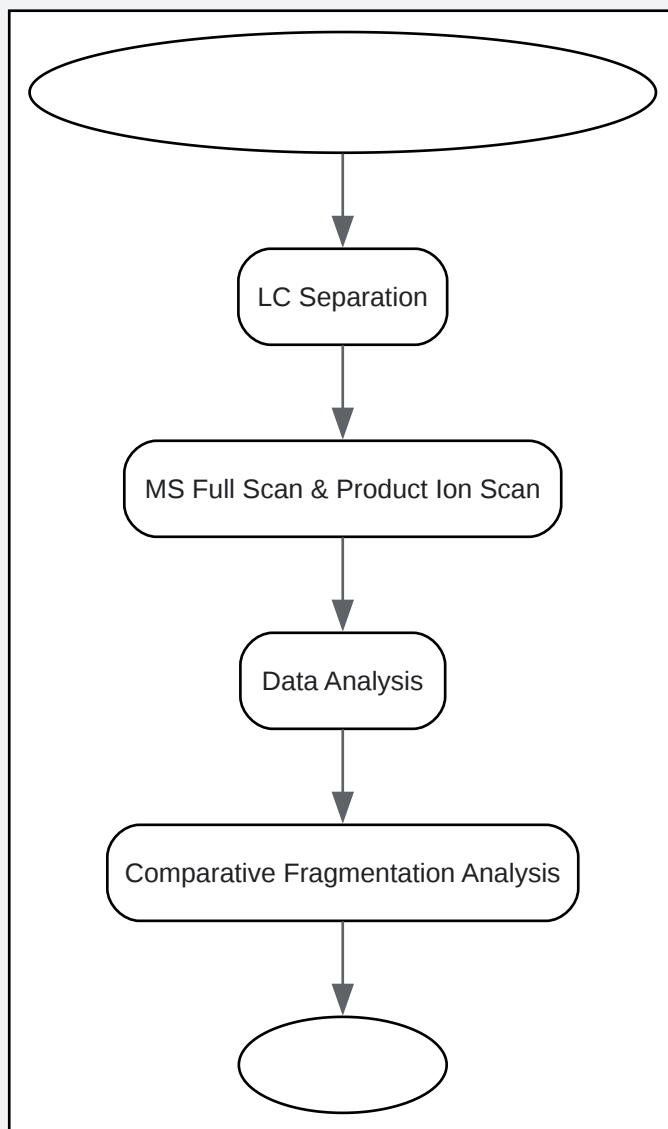 LC Separation
MS Full Scan & Product Ion Scan
Data Analysis
Comparative Fragmentation Analysis